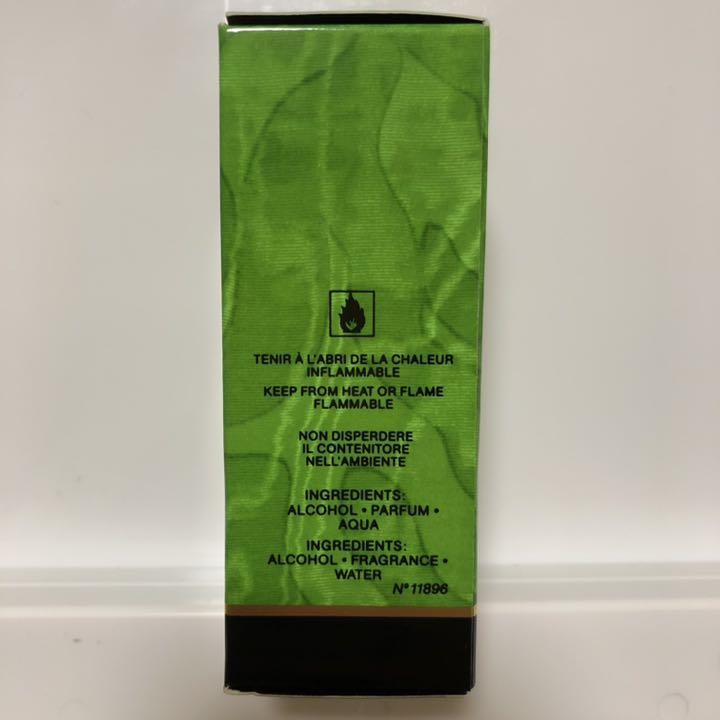 TENIR À L'ABRI DE LA CHALEUR
INFLAMMABLE
KEEP FROM HEAT OR FLAME
FLAMMABLE
NON DISPERDERE
IL CONTENITORE
NELL'AMBIENTE
INGREDIENTS:
ALCOHOL • PARFUM •
AQUA
INGREDIENTS:
ALCOHOL • FRAGRANCE •
WATER
N° 11896